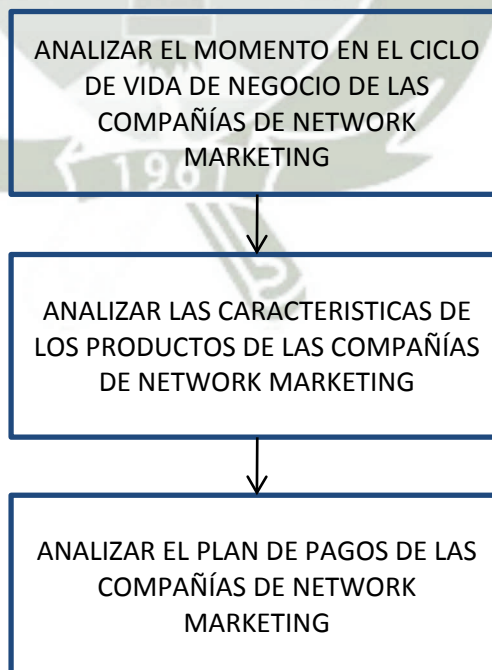 ANALIZAR EL MOMENTO EN EL CICLO
DE VIDA DE NEGOCIO DE LAS
COMPAÑÍAS DE NETWORK
MARKETING
196
ANALIZAR LAS CARACTERISTICAS DE
LOS PRODUCTOS DE LAS COMPAÑÍAS
DE NETWORK MARKETING
ANALIZAR EL PLAN DE PAGOS DE LAS
COMPAÑÍAS DE NETWORK
MARKETING